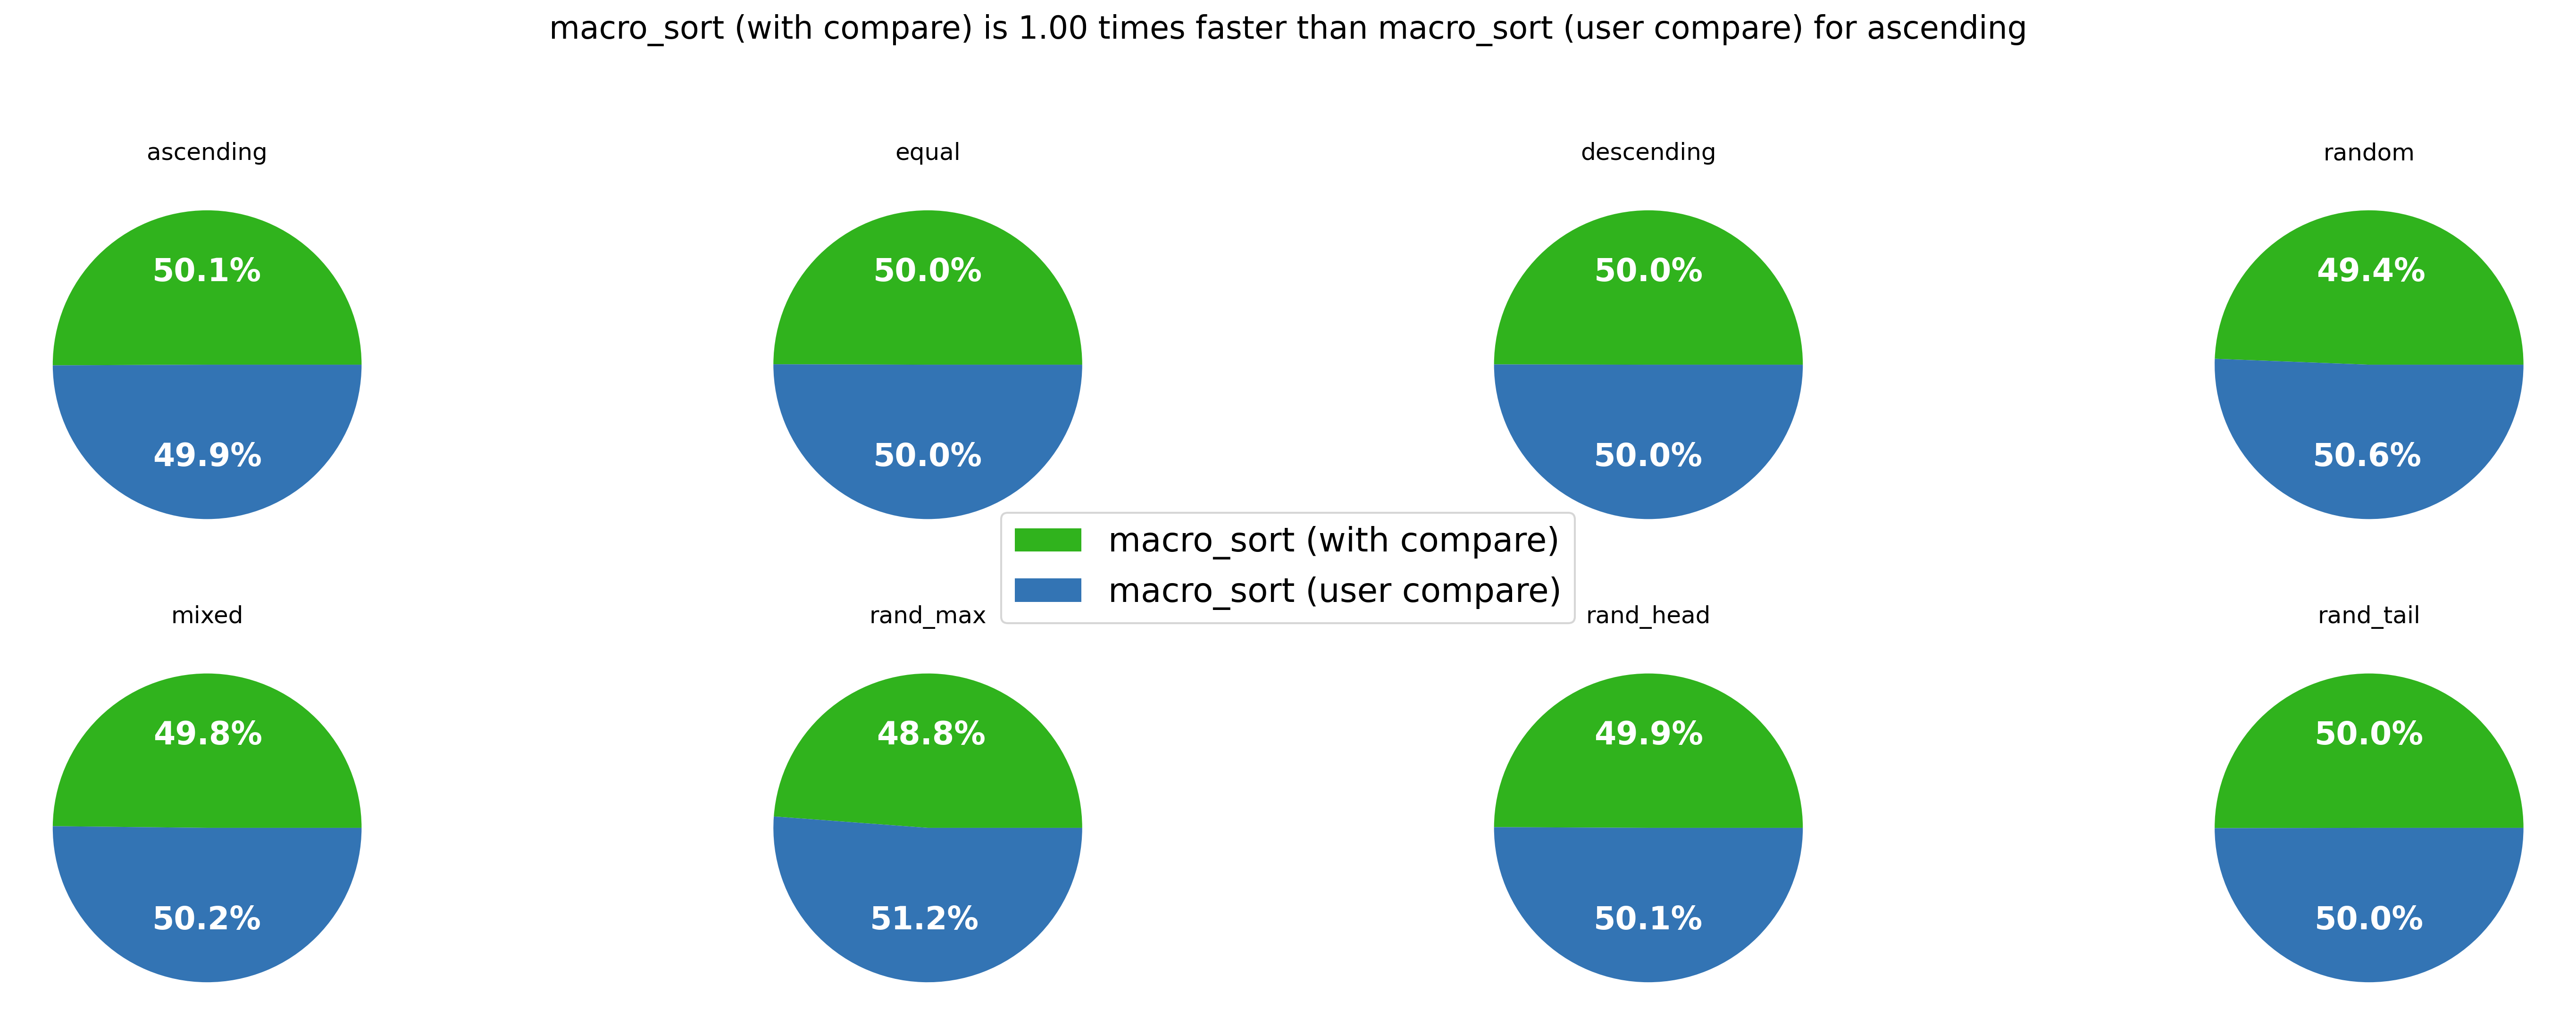 macro_sort (with compare) is 1.00 times faster than macro_sort (user compare) for ascending
ascending
equal
descending
random
50.1%
50.0%
50.0%
49.4%
49.9%
50.0%
50.0%
50.6%
macro_sort (with compare)
macro_sort (user compare)
mixed
rand_max
rand_head
rand_tail
49.8%
48.8%
49.9%
50.0%
50.2%
51.2%
50.1%
50.0%